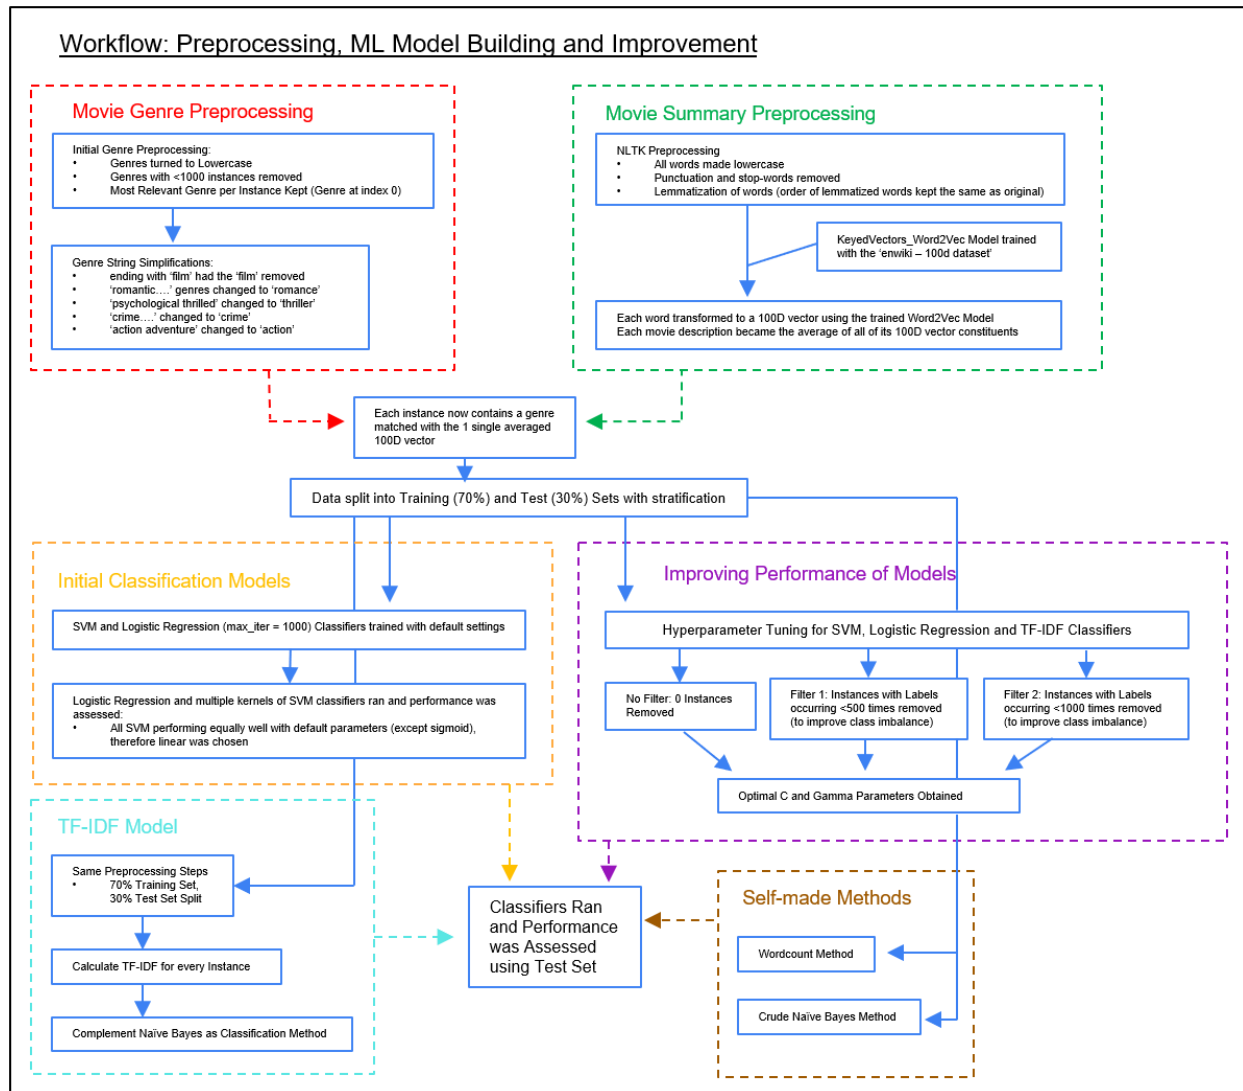 Workflow: Preprocessing, ML Model Building and Improvement
Movie Genre Preprocessing
Initial Genre Preprocessing:
• Genres turned to Lowercase
• Genres with <1000 instances removed
• Most Relevant Genre per Instance Kept (Genre at index 0)
Genre String Simplifications:
• ending with ‘film’ had the ‘film’ removed
• ‘romantic….’ genres changed to ‘romance’
• ‘psychological thrilled’ changed to ‘thriller’
• ‘crime….’ changed to ‘crime’
• ‘action adventure’ changed to ‘action’
Movie Summary Preprocessing
NLTK Preprocessing
• All words made lowercase
• Punctuation and stop-words removed
• Lemmatization of words (order of lemmatized words kept the same as original)
KeyedVectors_Word2Vec Model trained
with the ‘enwiki – 100d dataset’
Each word transformed to a 100D vector using the trained Word2Vec Model
Each movie description became the average of all of its 100D vector constituents
Each instance now contains a genre
matched with the 1 single averaged
100D vector
Data split into Training (70%) and Test (30%) Sets with stratification
Initial Classification Models
SVM and Logistic Regression (max_iter = 1000) Classifiers trained with default settings
Logistic Regression and multiple kernels of SVM classifiers ran and performance was
assessed:
• All SVM performing equally well with default parameters (except sigmoid),
therefore linear was chosen
Improving Performance of Models
Hyperparameter Tuning for SVM, Logistic Regression and TF-IDF Classifiers
No Filter: 0 Instances
Removed
Filter 1: Instances with Labels
occurring <500 times removed
(to improve class imbalance)
Filter 2: Instances with Labels
occurring <1000 times removed
(to improve class imbalance)
Optimal C and Gamma Parameters Obtained
TF-IDF Model
Same Preprocessing Steps
• 70% Training Set,
30% Test Set Split
Calculate TF-IDF for every Instance
Complement Naïve Bayes as Classification Method
Classifiers Ran
and Performance
was Assessed
using Test Set
Self-made Methods
Wordcount Method
Crude Naïve Bayes Method